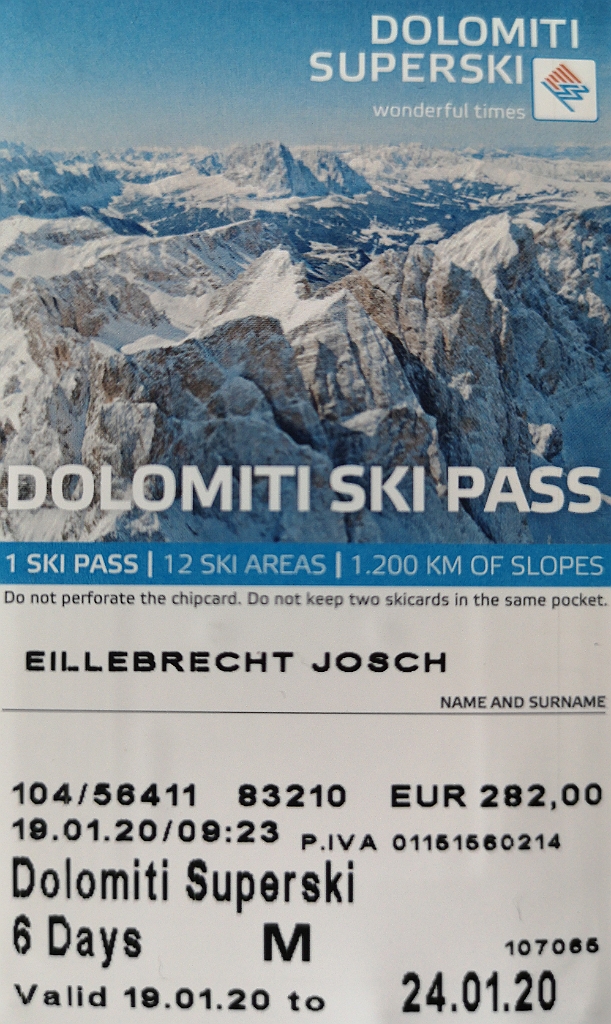 DOLOMITI
SUPERSKI
wonderful times
DOLOMITI SKI PASS
1 SKI PASS | 12 SKI AREAS | 1.200 KM OF SLOPES
Do not perforate the chipcard. Do not keep two skicards in the same pocket.
EILLEBRECHT JOSCH
NAME AND SURNAME
104/56411 83210 EUR 282,00
19.01.20/09:23 P.IVA 01151560214
Dolomiti Superski
6 Days M 107065
Valid 19.01.20 to 24.01.20